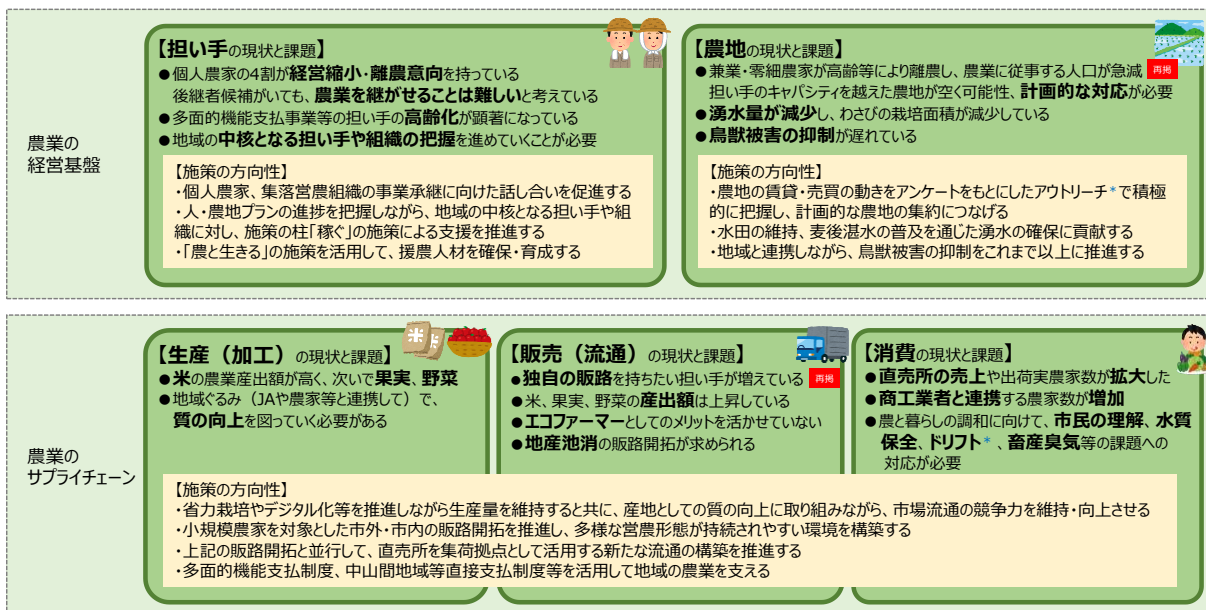 農業の
経営基盤
【担い手の現状と課題】
●個人農家の4割が経営縮小・離農意向を持っている
後継者候補がいても、農業を継がせることは難しいと考えている
●多面的機能支払事業等の担い手の高齢化が顕著になっている
●地域の中核となる担い手や組織の把握を進めていくことが必要
【施策の方向性】
・個人農家、集落営農組織の事業承継に向けた話し合いを促進する
・人・農地プランの進捗を把握しながら、地域の中核となる担い手や組
織に対し、施策の柱「稼ぐ」の施策による支援を推進する
・「農と生きる」の施策を活用して、援農人材を確保・育成する
【農地の現状と課題】
●兼業・零細農家が高齢等により離農し、農業に従事する人口が急減 再掲
担い手のキャパシティを越えた農地が空く可能性、計画的な対応が必要
●湧水量が減少し、わさびの栽培面積が減少している
●鳥獣被害の抑制が遅れている
【施策の方向性】
・農地の賃貸・売買の動きをアンケートをもとにしたアウトリーチ*で積極
的に把握し、計画的な農地の集約につなげる
・水田の維持、麦後湛水の普及を通じた湧水の確保に貢献する
・地域と連携しながら、鳥獣被害の抑制をこれまで以上に推進する
農業の
サプライチェーン
【生産（加工）の現状と課題】
米
●米の農業産出額が高く、次いで果実、野菜
●地域ぐるみ（JAや農家等と連携して）で、
質の向上を図っていく必要がある
【販売（流通）の現状と課題】
●独自の販路を持ちたい担い手が増えている 再掲
●米、果実、野菜の産出額は上昇している
●エコファーマーとしてのメリットを活かせていない
●地産池消の販路開拓が求められる
【消費の現状と課題】
●直売所の売上や出荷実農家数が拡大した
●商工業者と連携する農家数が増加
●農と暮らしの調和に向けて、市民の理解、水質
保全、ドリフト*、畜産臭気等の課題への
対応が必要
【施策の方向性】
・省力栽培やデジタル化等を推進しながら生産量を維持すると共に、産地としての質の向上に取り組みながら、市場流通の競争力を維持・向上させる
・小規模農家を対象とした市外・市内の販路開拓を推進し、多様な営農形態が持続されやすい環境を構築する
・上記の販路開拓と並行して、直売所を集荷拠点として活用する新たな流通の構築を推進する
・多面的機能支払制度、中山間地域等直接支払制度等を活用して地域の農業を支える